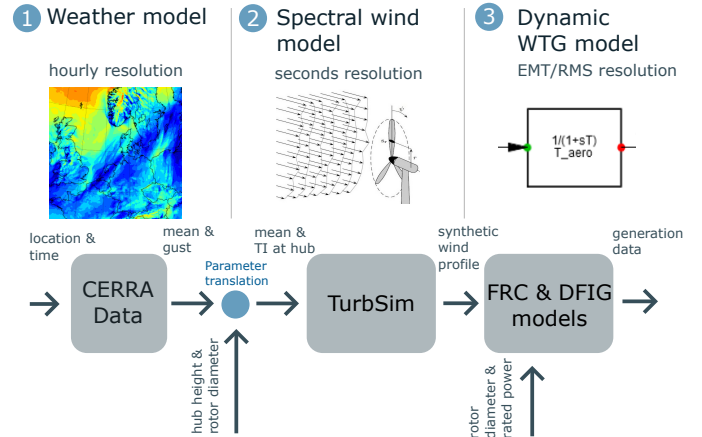 1 Weather model
hourly resolution
2 Spectral wind
model
seconds resolution
3 Dynamic
WTG model
EMT/RMS resolution
1/(1+sT)
T_aero
location &
time
mean &
gust
mean &
TI at hub
synthetic
wind
profile
generation
data
Parameter
translation
CERRA
Data
TurbSim
FRC & DFIG
models
hub height &
rotor diameter
rotor
diameter &
rated power